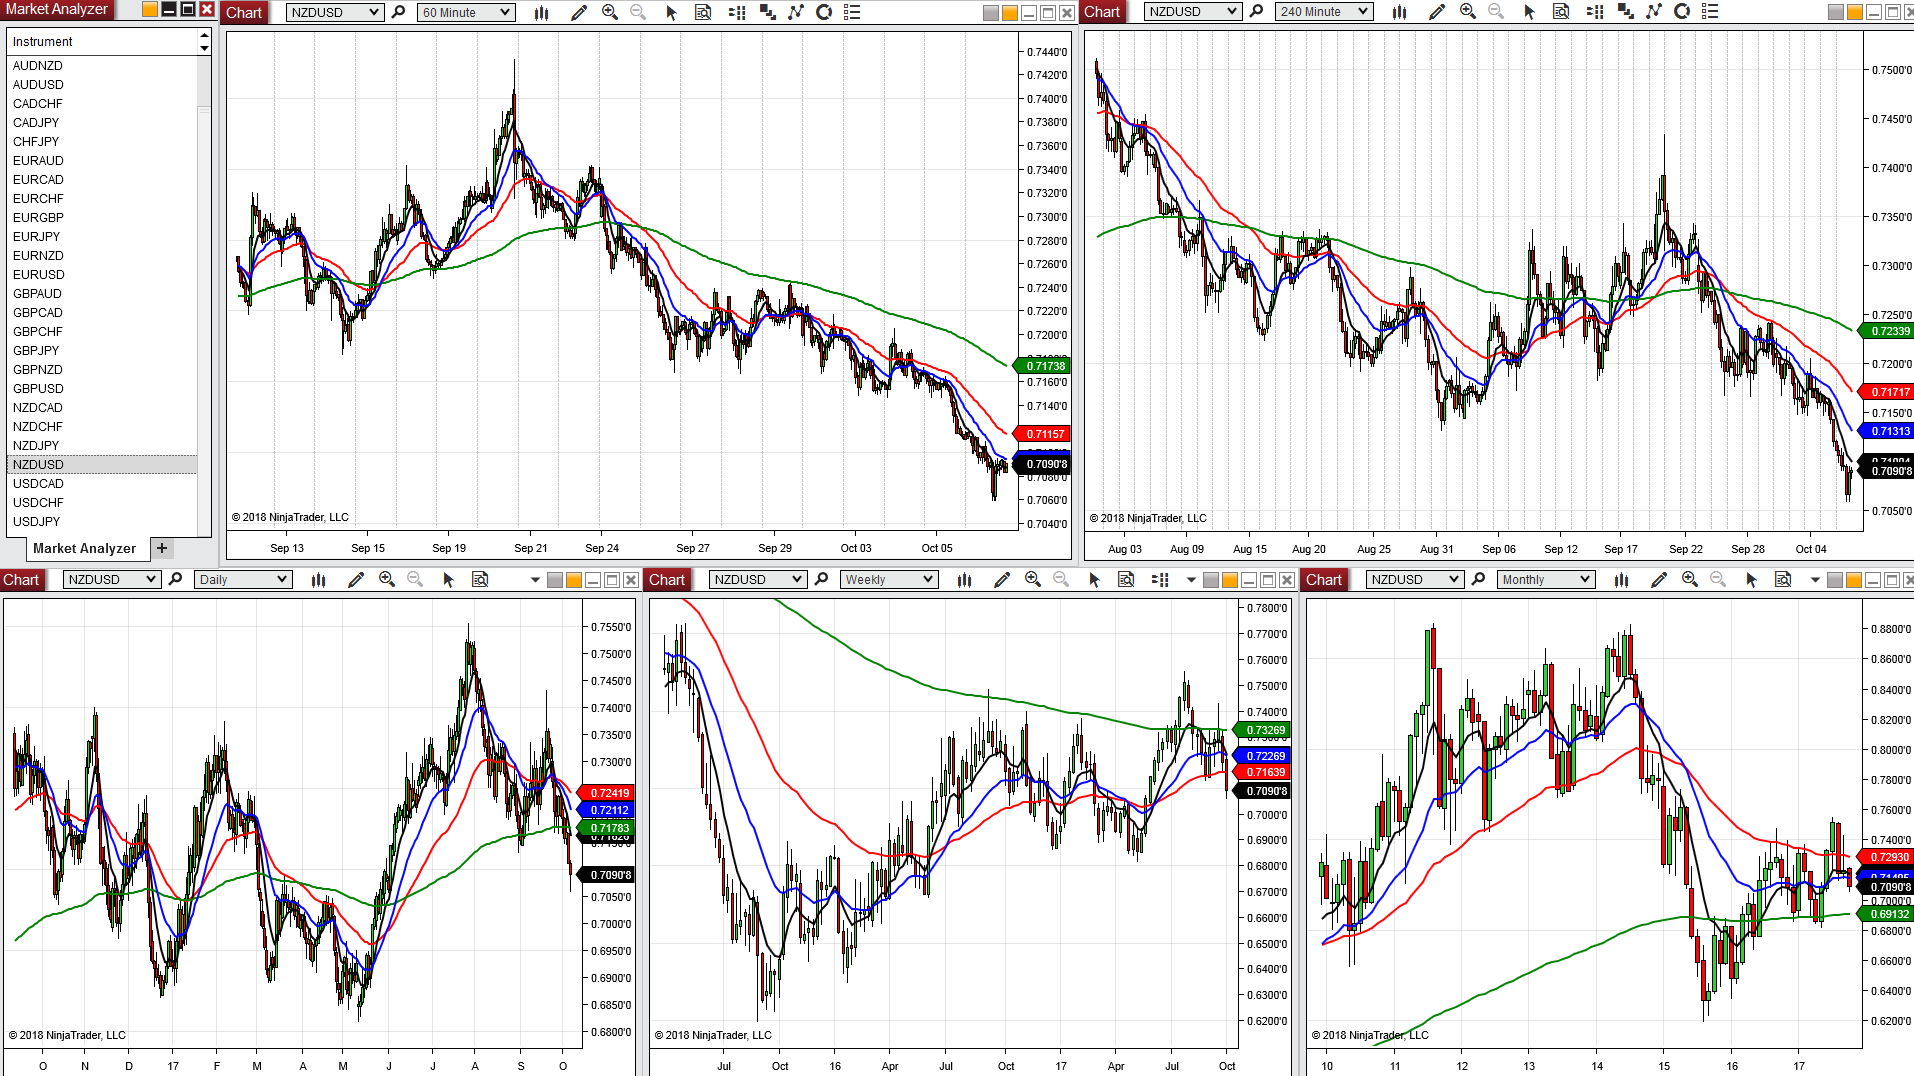 Market Analyzer
Instrument
AUDNZD
AUDUSD
CADCHF
CADJPY
CHFJPY
EURAUD
EURCAD
EURCHF
EURGBP
EURJPY
EURNZD
EURUSD
GBPAUD
GBPCAD
GBPCHF
GBPJPY
GBPNZD
GBPUSD
NZDCAD
NZDCHF
NZDJPY
NZDUSD
USDCAD
USDCHF
USDJPY
Market Analyzer
+
Chart NZDUSD 60 Minute
0.7440'0
0.7420'0
0.7400'0
0.7380'0
0.7360'0
0.7340'0
0.7320'0
0.7300'0
0.7280'0
0.7260'0
0.7240'0
0.7220'0
0.7200'0
0.71738
0.7160'0
0.7140'0
0.71157
0.7090'8
0.7080'0
0.7060'0
0.7040'0
© 2018 NinjaTrader, LLC
Sep 13 Sep 15 Sep 19 Sep 21 Sep 24 Sep 27 Sep 29 Oct 03 Oct 05
Chart NZDUSD 240 Minute
0.7500'0
0.7450'0
0.7400'0
0.7350'0
0.7300'0
0.7250'0
0.72339
0.7200'0
0.71717
0.7150'0
0.71313
0.7090'8
0.7050'0
© 2018 NinjaTrader, LLC
Aug 03 Aug 09 Aug 15 Aug 20 Aug 25 Aug 31 Sep 06 Sep 12 Sep 17 Sep 22 Sep 28 Oct 04
Chart NZDUSD Daily
0.7550'0
0.7500'0
0.7450'0
0.7400'0
0.7350'0
0.7300'0
0.72419
0.72112
0.71783
0.7090'8
0.7050'0
0.7000'0
0.6950'0
0.6900'0
0.6850'0
0.6800'0
© 2018 NinjaTrader, LLC
O N D 17 F M A M J J A S O
Chart NZDUSD Weekly
0.7800'0
0.7700'0
0.7600'0
0.7500'0
0.7400'0
0.73269
0.72269
0.71639
0.7090'8
0.7000'0
0.6900'0
0.6800'0
0.6700'0
0.6600'0
0.6500'0
0.6400'0
0.6300'0
0.6200'0
© 2018 NinjaTrader, LLC
Jul Oct 16 Apr Jul Oct 17 Apr Jul Oct
Chart NZDUSD Monthly
0.8800'0
0.8600'0
0.8400'0
0.8200'0
0.8000'0
0.7800'0
0.7600'0
0.7400'0
0.72930
0.7090'8
0.7000'0
0.69132
0.6800'0
0.6600'0
0.6400'0
0.6200'0
© 2018 NinjaTrader, LLC
10 11 12 13 14 15 16 17